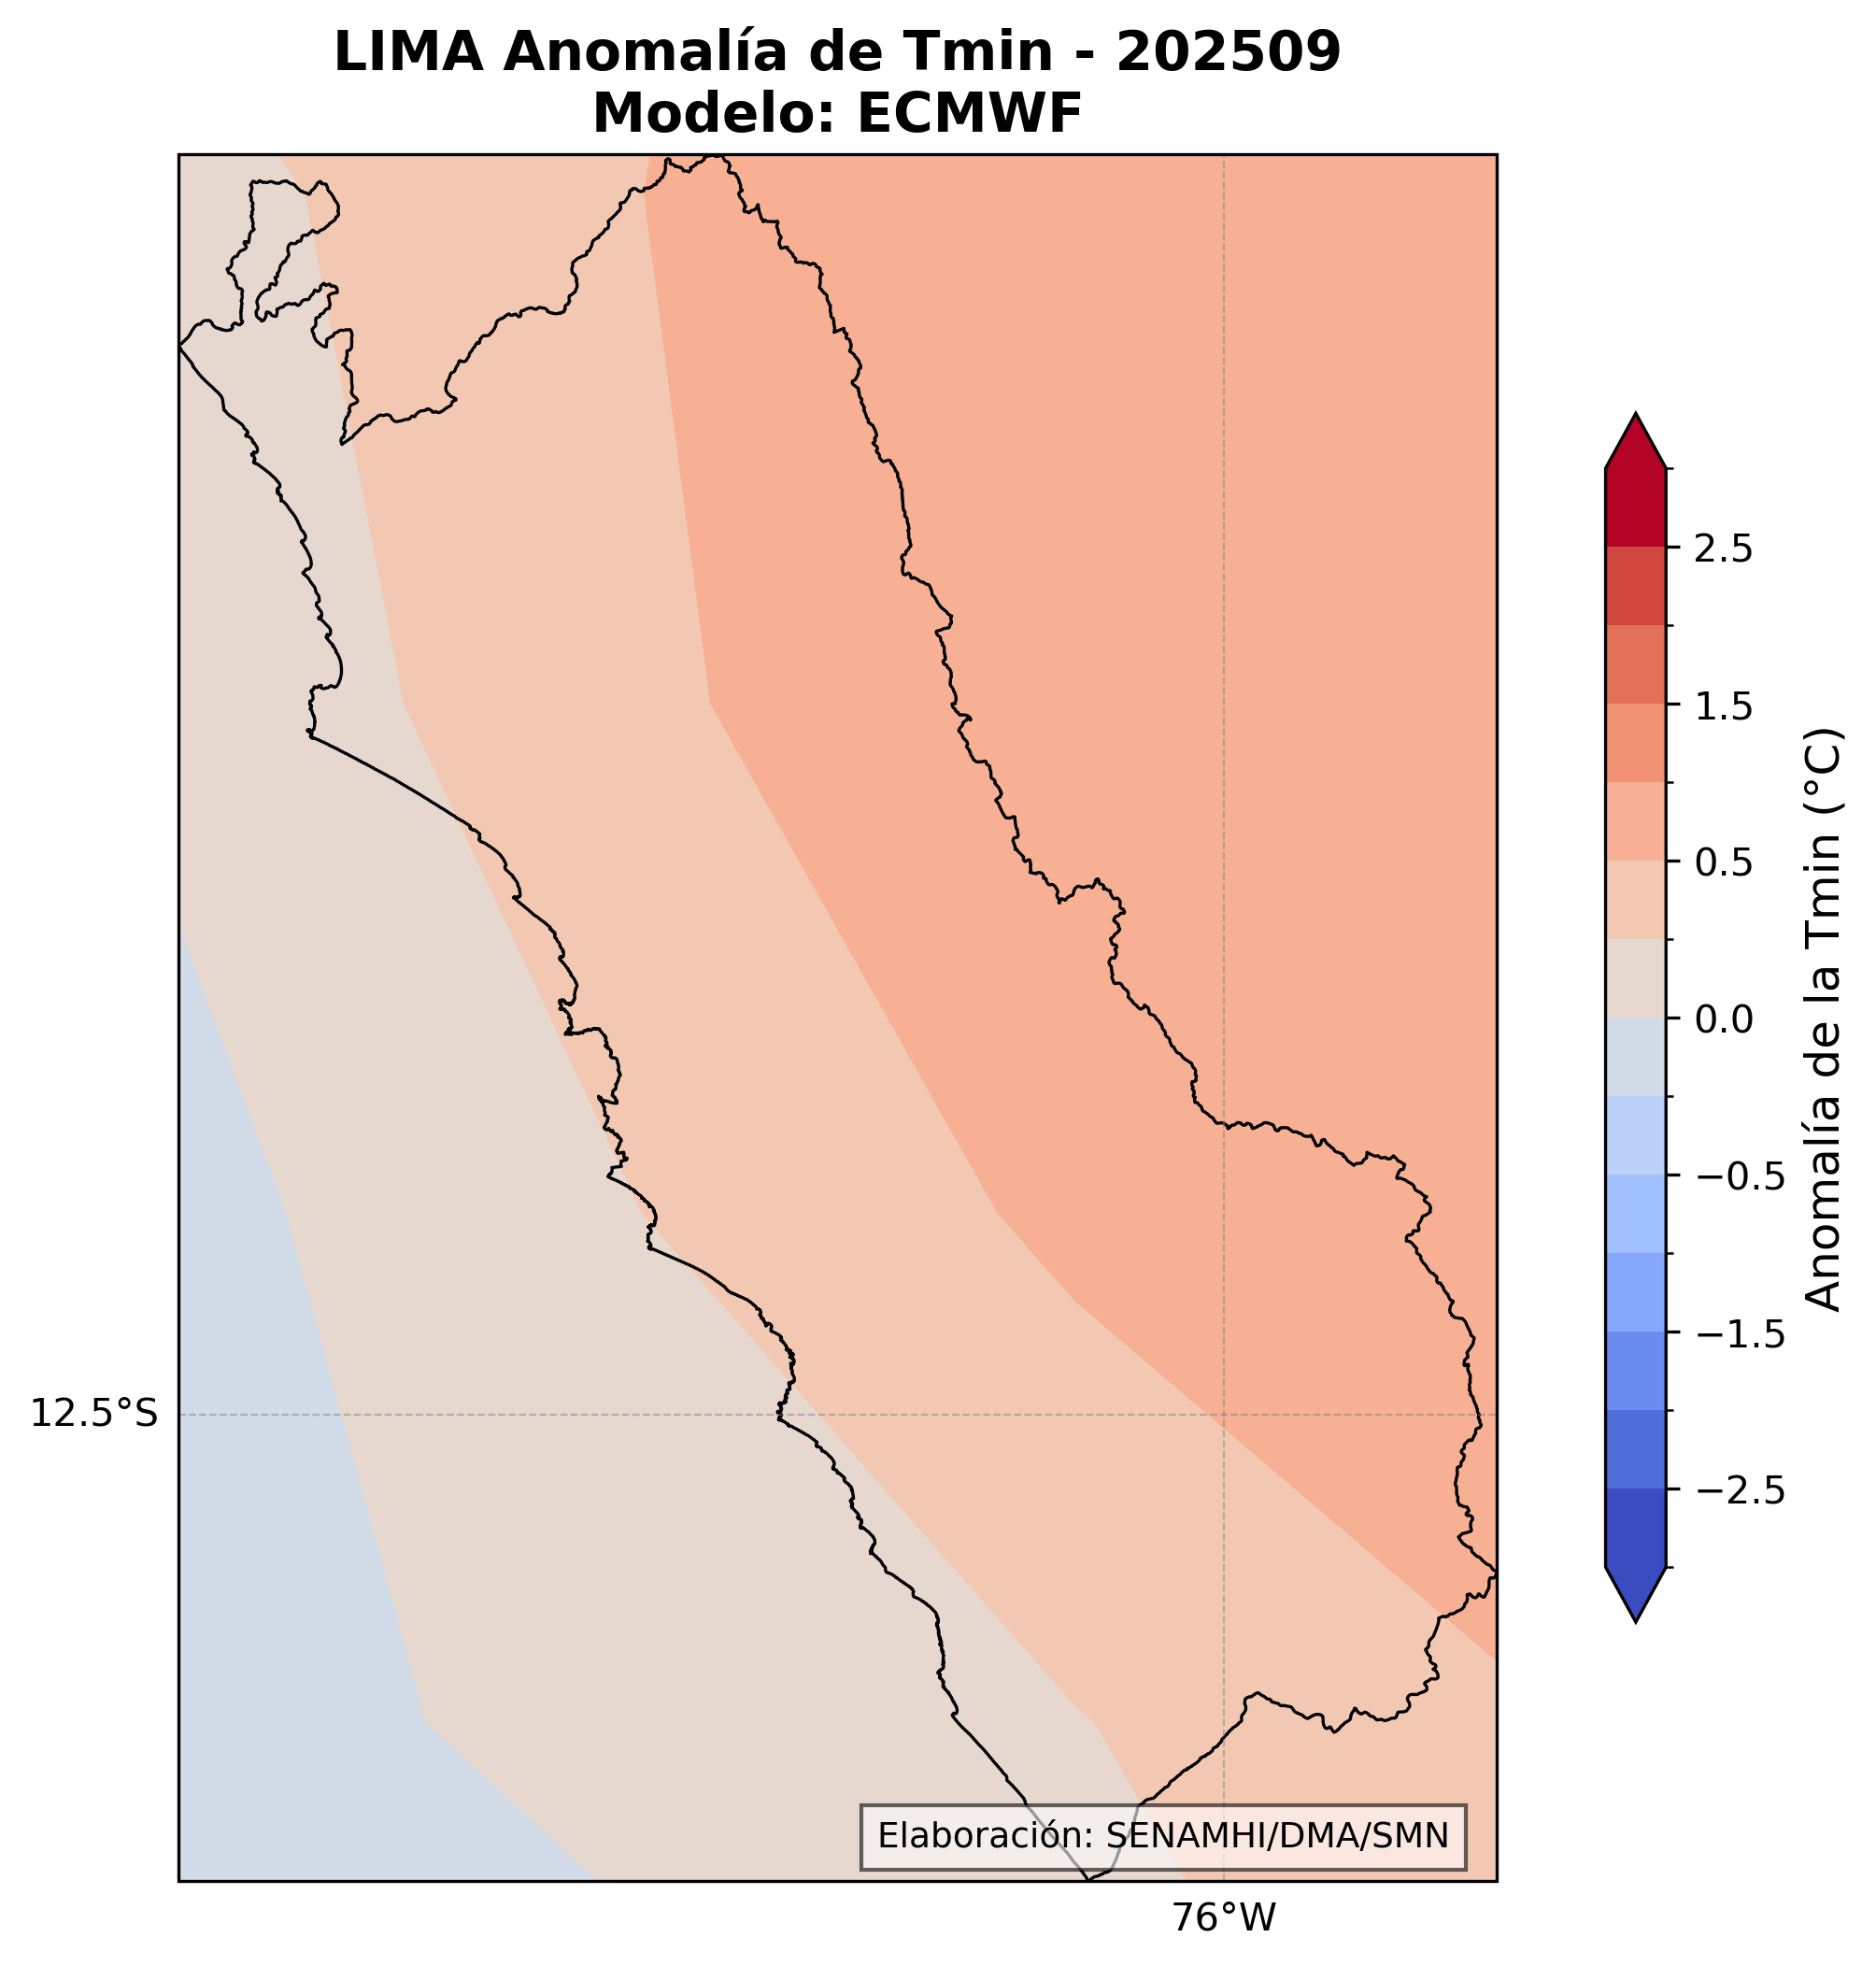 LIMA Anomalía de Tmin - 202509
Modelo: ECMWF
2.5
1.5
0.5
0.0
−0.5
−1.5
−2.5
Anomalía de la Tmin (°C)
12.5°S
Elaboración: SENAMHI/DMA/SMN
76°W